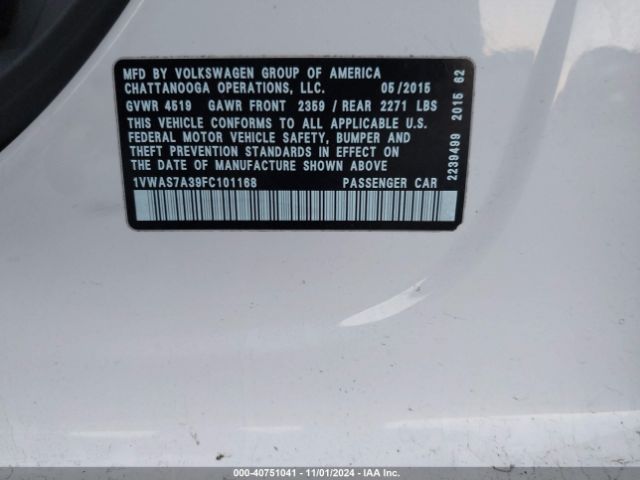 MFD BY VOLKSWAGEN GROUP OF AMERICA
CHATTANOOGA OPERATIONS, LLC. 05/2015
GVWR 4519 GAWR FRONT 2359 / REAR 2271 LBS
THIS VEHICLE CONFORMS TO ALL APPLICABLE U.S.
FEDERAL MOTOR VEHICLE SAFETY, BUMPER AND
THEFT PREVENTION STANDARDS IN EFFECT ON
THE DATE OF MANUFACTURE SHOWN ABOVE
1VWAS7A39FC101168 PASSENGER CAR
2239499 2015 62
000-40751041 - 11/01/2024 - IAA Inc.